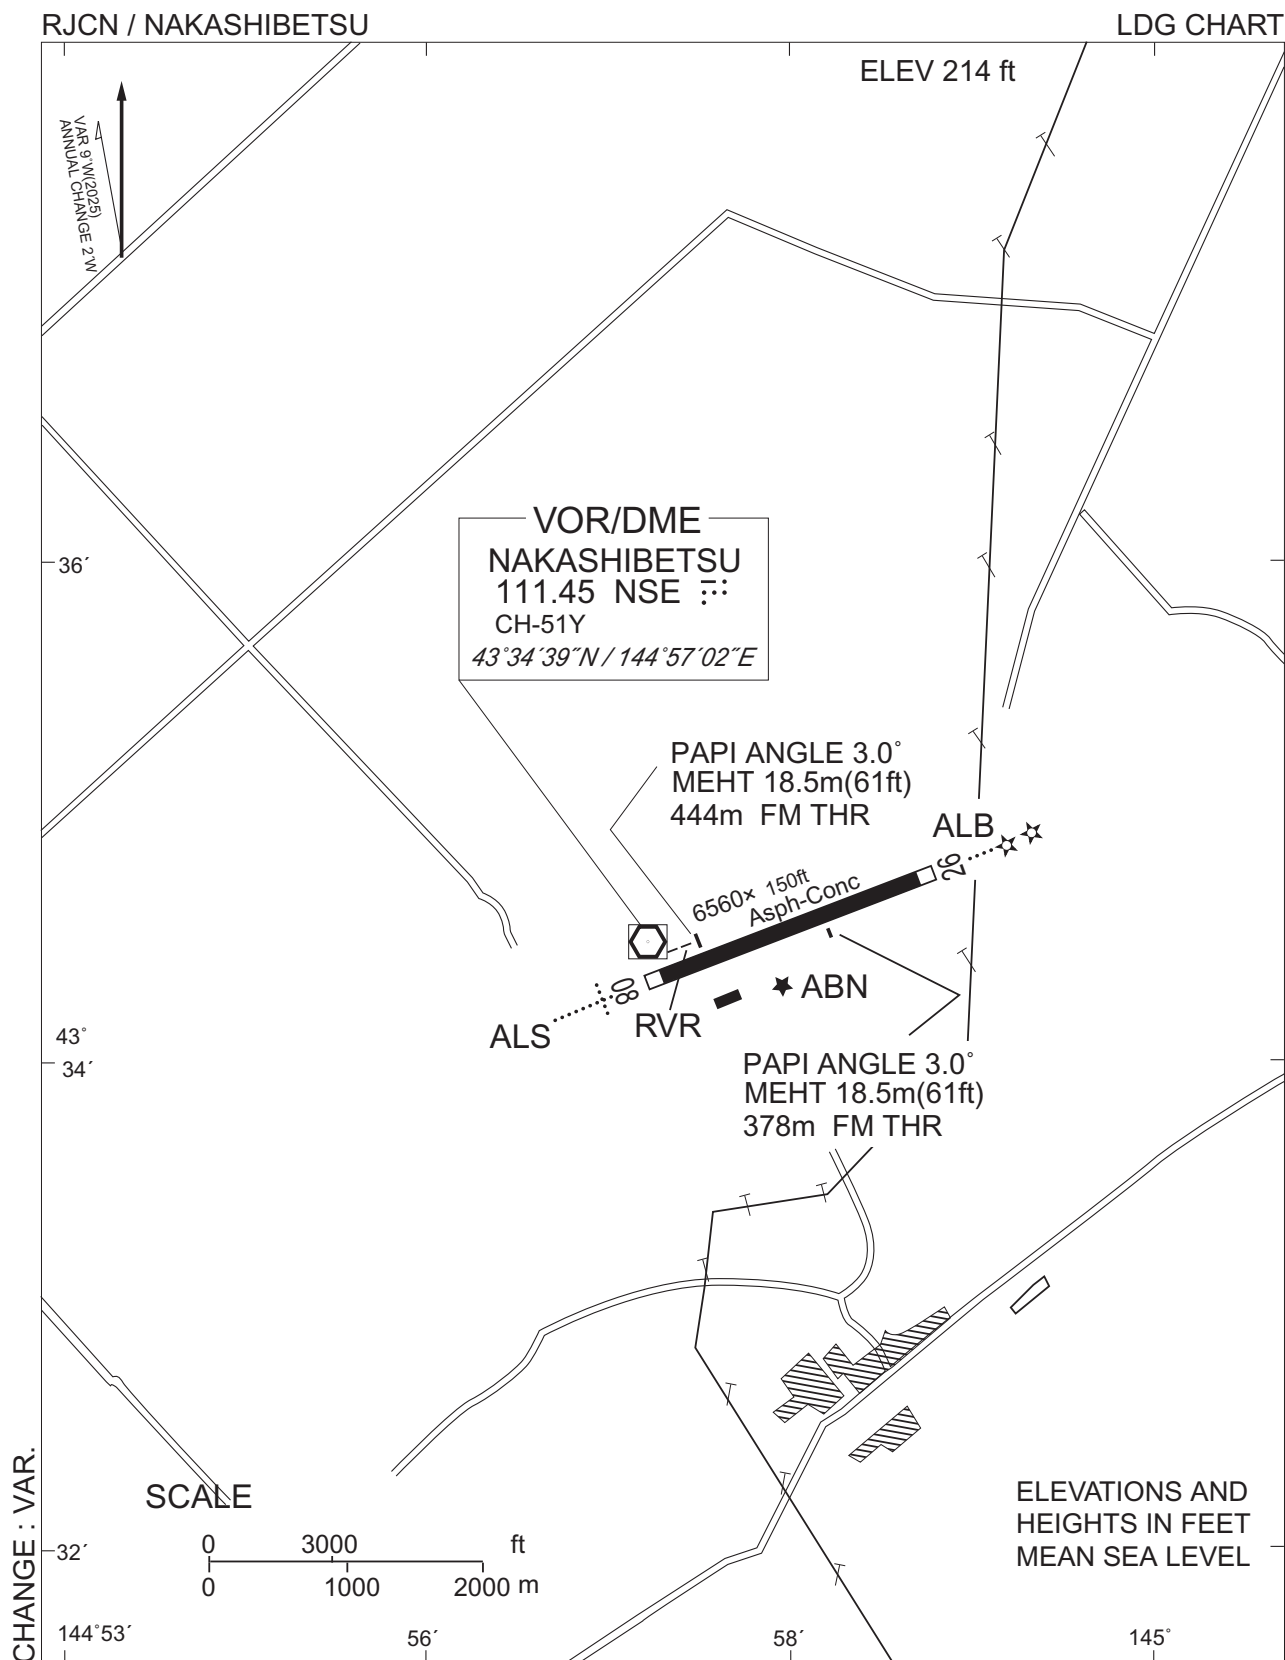 RJCN / NAKASHIBETSU
LDG CHART
ELEV 214 ft
VAR 9°W(2025)
ANNUAL CHANGE 2´W
VOR/DME
NAKASHIBETSU
111.45 NSE
CH-51Y
43°34´39″N / 144°57´02″E
36´
PAPI ANGLE 3.0°
MEHT 18.5m(61ft)
444m FM THR
ALB
26
6560× 150ft
Asph-Conc
08
ABN
ALS
RVR
43°
34´
PAPI ANGLE 3.0°
MEHT 18.5m(61ft)
378m FM THR
SCALE
0 3000 ft
0 1000 2000 m
ELEVATIONS AND
HEIGHTS IN FEET
MEAN SEA LEVEL
32´
144°53´
56´
58´
145°
CHANGE : VAR.